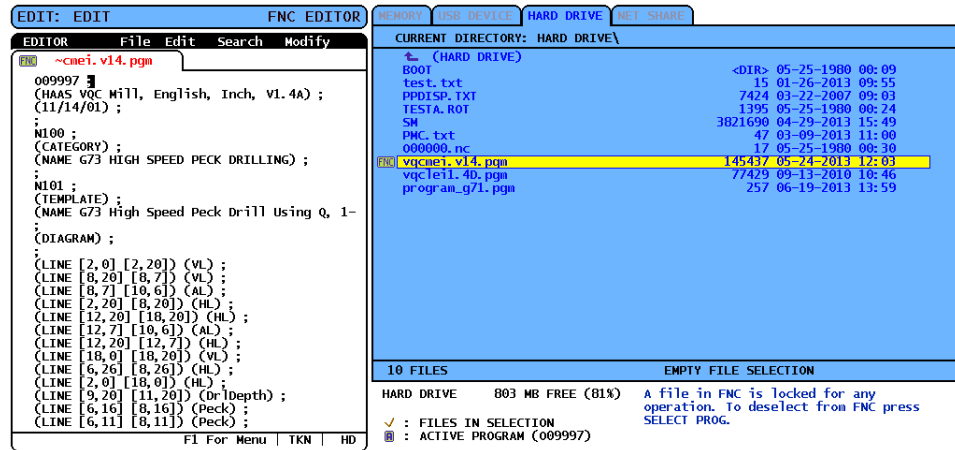 EDIT: EDIT FNC EDITOR
EDITOR File Edit Search Modify
FNC ~cmei.v14.pgm
O09997
(HAAS VQC Mill, English, Inch, V1.4A) ;
(11/14/01) ;
;
N100 ;
(CATEGORY) ;
(NAME G73 HIGH SPEED PECK DRILLING) ;
;
N101 ;
(TEMPLATE) ;
(NAME G73 High Speed Peck Drill Using Q, 1-
;
(DIAGRAM) ;
;
(LINE [2,0] [2,20]) (VL) ;
(LINE [8,20] [8,7]) (VL) ;
(LINE [8,7] [10,6]) (AL) ;
(LINE [2,20] [8,20]) (HL) ;
(LINE [12,20] [18,20]) (HL) ;
(LINE [12,7] [10,6]) (AL) ;
(LINE [12,20] [12,7]) (HL) ;
(LINE [18,0] [18,20]) (VL) ;
(LINE [6,26] [8,26]) (HL) ;
(LINE [2,0] [18,0]) (HL) ;
(LINE [9,20] [11,20]) (DrlDepth) ;
(LINE [6,16] [8,16]) (Peck) ;
(LINE [6,11] [8,11]) (Peck) ;
F1 For Menu TKN HD
MEMORY USB DEVICE HARD DRIVE NET SHARE
CURRENT DIRECTORY: HARD DRIVE\
(HARD DRIVE)
BOOT <DIR> 05-25-1980 00:09
test.txt 15 01-26-2013 09:55
PPDISP.TXT 7424 03-22-2007 09:03
TESTA.ROT 1395 05-25-1980 00:24
SM 3821690 04-29-2013 15:49
PMC.txt 47 03-09-2013 11:00
O00000.nc 17 05-25-1980 00:30
FNC vqcmei.v14.pgm 145437 05-24-2013 12:03
vqclei1.4D.pgm 77429 09-13-2010 10:46
program_g71.pgm 257 06-19-2013 13:59
10 FILES EMPTY FILE SELECTION
HARD DRIVE 803 MB FREE (81%)
✓ : FILES IN SELECTION
A : ACTIVE PROGRAM (O09997)
A file in FNC is locked for any
operation. To deselect from FNC press
SELECT PROG.